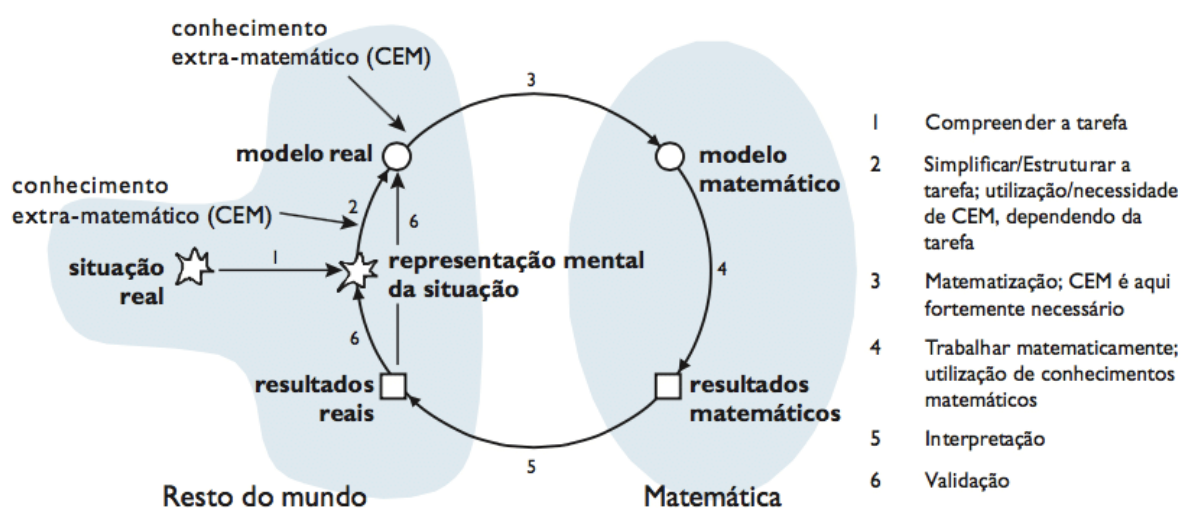 conhecimento
extra-matemático (CEM)
3
modelo real
modelo
matemático
conhecimento
extra-matemático (CEM)
2
6
situação
real
1
representação mental
da situação
4
6
resultados
reais
resultados
matemáticos
5
Resto do mundo
Matemática
1 Compreender a tarefa
2 Simplificar/Estruturar a
tarefa; utilização/necessidade
de CEM, dependendo da
tarefa
3 Matematização; CEM é aqui
fortemente necessário
4 Trabalhar matematicamente;
utilização de conhecimentos
matemáticos
5 Interpretação
6 Validação